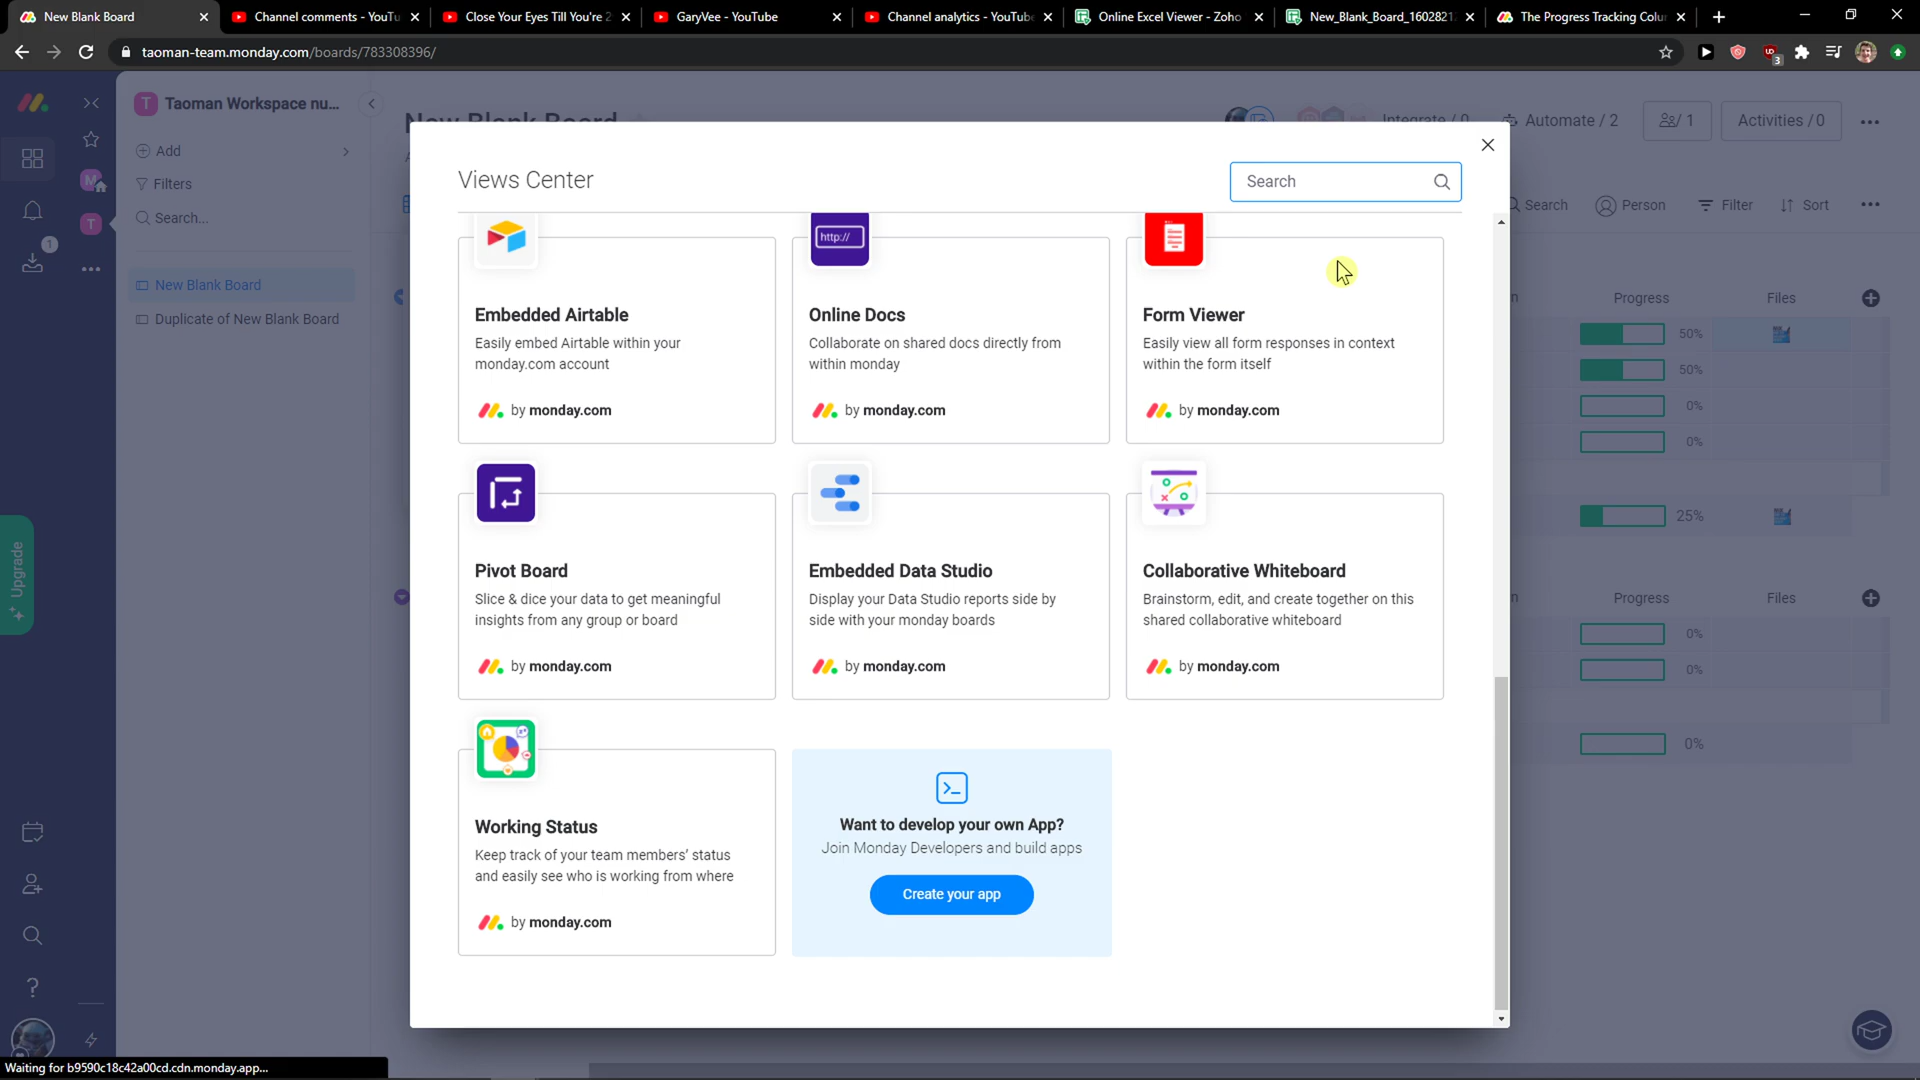 New Blank Board
Channel comments - YouTu
Close Your Eyes Till You're 2
GaryVee - YouTube
Channel analytics - YouTube
Online Excel Viewer - Zoho
New_Blank_Board_1602821
The Progress Tracking Colu
taoman-team.monday.com/boards/783308396/
3
T Taoman Workspace nu...
Add
Filters
Search...
M
T
1
New Blank Board
Duplicate of New Blank Board
Upgrade
New Blank Board
Integrate / 0
Automate / 2
/ 1
Activities / 0
Search
Person
Filter
Sort
Views Center
Search
Embedded Airtable
Easily embed Airtable within your
monday.com account
by monday.com
http://
Online Docs
Collaborate on shared docs directly from
within monday
by monday.com
Form Viewer
Easily view all form responses in context
within the form itself
by monday.com
Pivot Board
Slice & dice your data to get meaningful
insights from any group or board
by monday.com
Embedded Data Studio
Display your Data Studio reports side by
side with your monday boards
by monday.com
Collaborative Whiteboard
Brainstorm, edit, and create together on this
shared collaborative whiteboard
by monday.com
Working Status
Keep track of your team members' status
and easily see who is working from where
by monday.com
Want to develop your own App?
Join Monday Developers and build apps
Create your app
n Progress Files
50%
50%
0%
0%
25%
n Progress Files
0%
0%
0%
Waiting for b9590c18c42a00cd.cdn.monday.app...